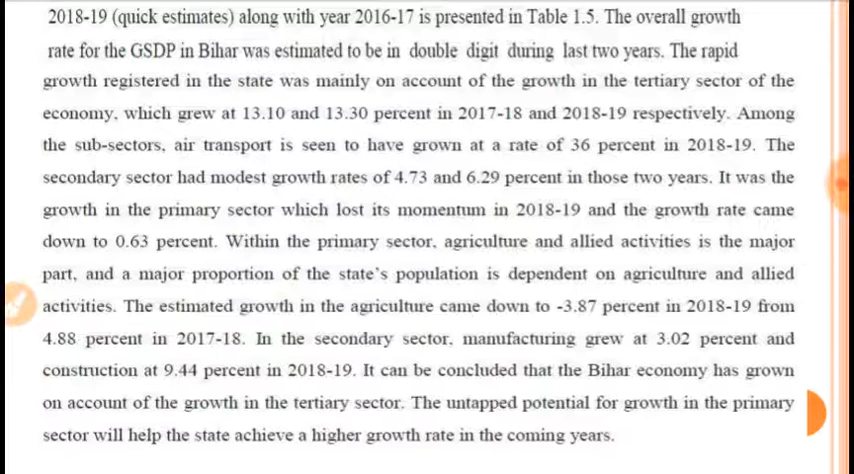 2018-19 (quick estimates) along with year 2016-17 is presented in Table 1.5. The overall growth
rate for the GSDP in Bihar was estimated to be in double digit during last two years. The rapid
growth registered in the state was mainly on account of the growth in the tertiary sector of the
economy, which grew at 13.10 and 13.30 percent in 2017-18 and 2018-19 respectively. Among
the sub-sectors, air transport is seen to have grown at a rate of 36 percent in 2018-19. The
secondary sector had modest growth rates of 4.73 and 6.29 percent in those two years. It was the
growth in the primary sector which lost its momentum in 2018-19 and the growth rate came
down to 0.63 percent. Within the primary sector, agriculture and allied activities is the major
part, and a major proportion of the state's population is dependent on agriculture and allied
activities. The estimated growth in the agriculture came down to -3.87 percent in 2018-19 from
4.88 percent in 2017-18. In the secondary sector, manufacturing grew at 3.02 percent and
construction at 9.44 percent in 2018-19. It can be concluded that the Bihar economy has grown
on account of the growth in the tertiary sector. The untapped potential for growth in the primary
sector will help the state achieve a higher growth rate in the coming years.